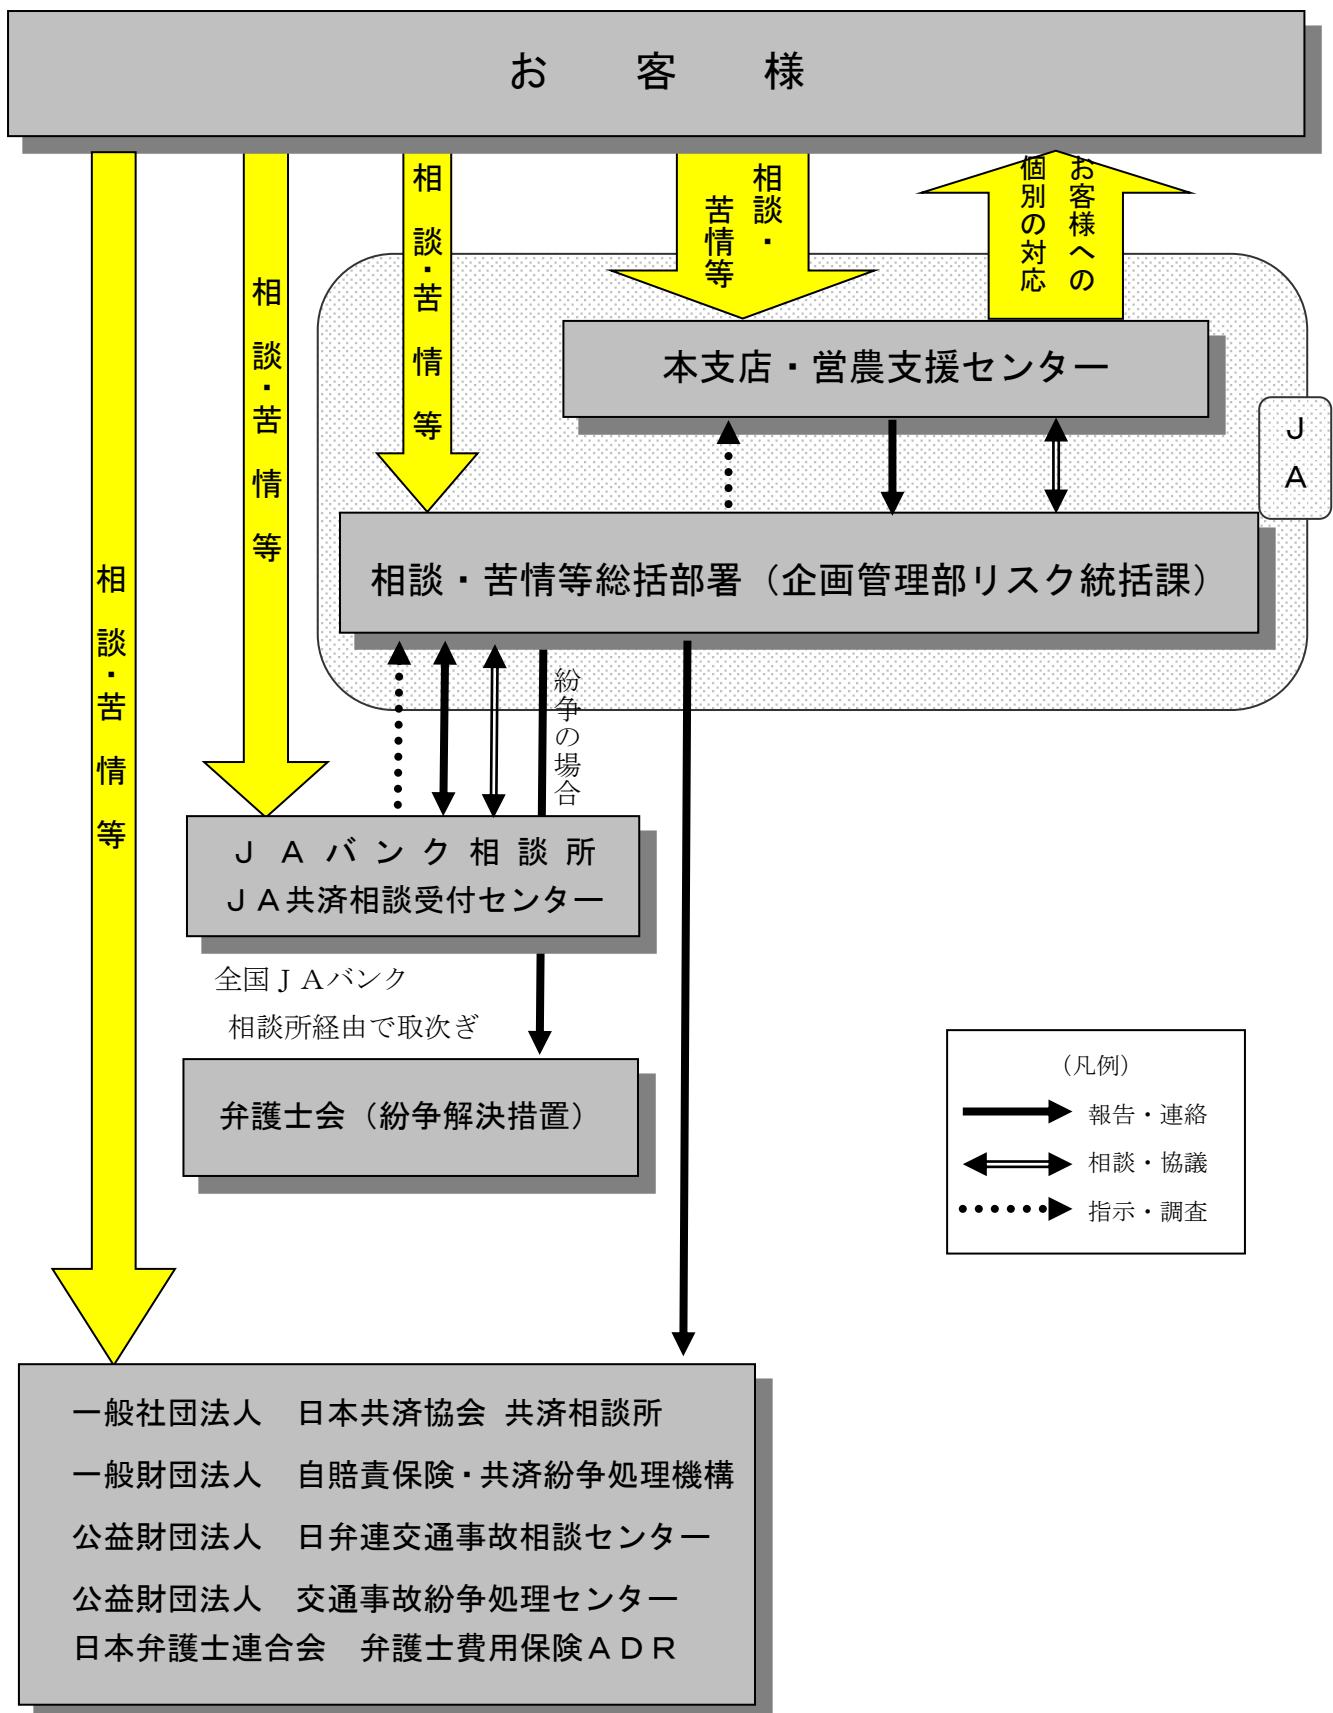 お　客　様
相談・苦情等
相談・苦情等
相談・苦情等
相談・
苦情等
お客様への
個別の対応
本支店・営農支援センター
ＪＡ
相談・苦情等総括部署（企画管理部リスク統括課）
紛争の場合
ＪＡバンク相談所
ＪＡ共済相談受付センター
全国ＪＡバンク
相談所経由で取次ぎ
弁護士会（紛争解決措置）
（凡例）
報告・連絡
相談・協議
指示・調査
一般社団法人　日本共済協会 共済相談所
一般財団法人　自賠責保険・共済紛争処理機構
公益財団法人　日弁連交通事故相談センター
公益財団法人　交通事故紛争処理センター
日本弁護士連合会　弁護士費用保険ＡＤＲ